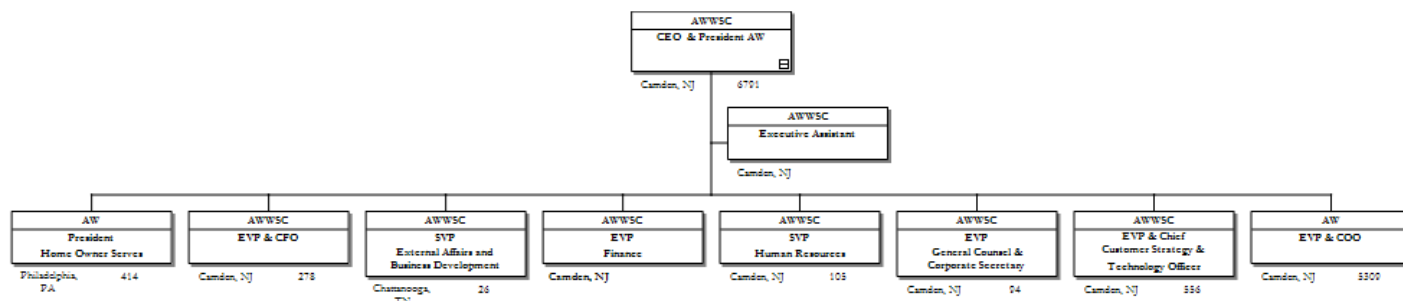 AWWSC
CEO & President AW
Camden, NJ 6791
AWWSC
Executive Assistant
Camden, NJ
AW
President
Home Owner Serves
Philadelphia, PA 414
AWWSC
EVP & CFO
Camden, NJ 278
AWWSC
SVP
External Affairs and
Business Development
Chattanooga, 26
AWWSC
EVP
Finance
Camden, NJ
AWWSC
SVP
Human Resources
Camden, NJ 103
AWWSC
EVP
General Counsel &
Corporate Secretary
Camden, NJ 94
AWWSC
EVP & Chief
Customer Strategy &
Technology Officer
Camden, NJ 556
AW
EVP & COO
Camden, NJ 5309